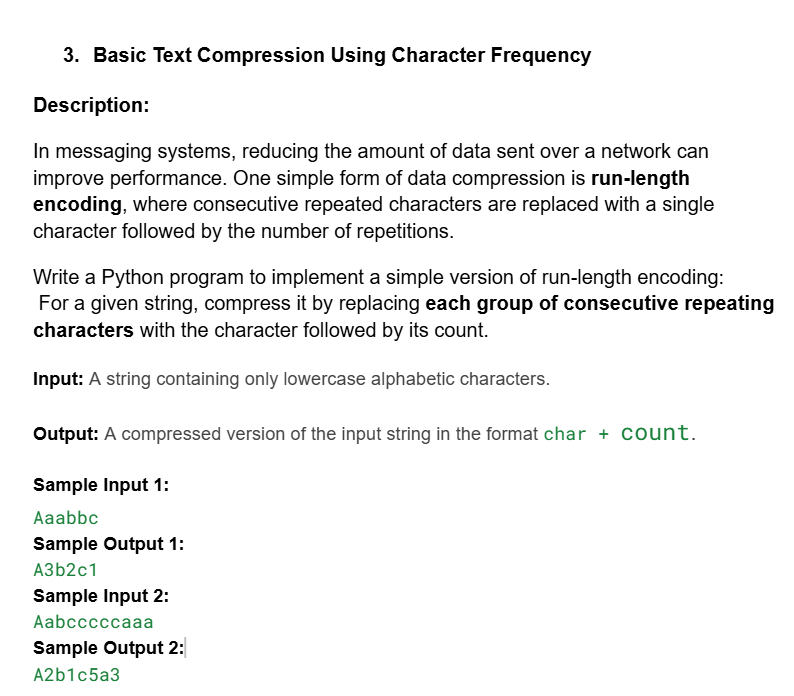 3. Basic Text Compression Using Character Frequency
Description:
In messaging systems, reducing the amount of data sent over a network can
improve performance. One simple form of data compression is run-length
encoding, where consecutive repeated characters are replaced with a single
character followed by the number of repetitions.
Write a Python program to implement a simple version of run-length encoding:
For a given string, compress it by replacing each group of consecutive repeating
characters with the character followed by its count.
Input: A string containing only lowercase alphabetic characters.
Output: A compressed version of the input string in the format char + count.
Sample Input 1:
Aaabbc
Sample Output 1:
A3b2c1
Sample Input 2:
Aabcccccaaa
Sample Output 2:
A2b1c5a3